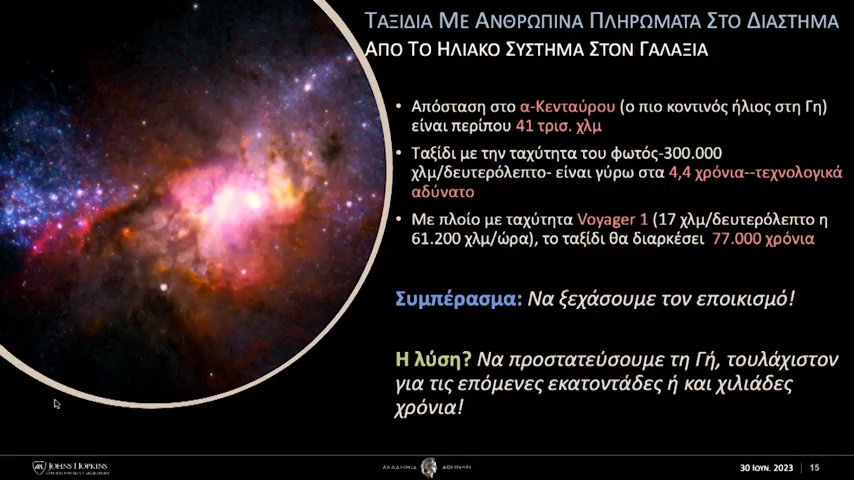 ΤΑΞΙΔΙΑ ΜΕ ΑΝΘΡΩΠΙΝΑ ΠΛΗΡΩΜΑΤΑ ΣΤΟ ΔΙΑΣΤΗΜΑ
ΑΠΟ ΤΟ ΗΛΙΑΚΟ ΣΥΣΤΗΜΑ ΣΤΟΝ ΓΑΛΑΞΙΑ
• Απόσταση στο α-Κενταύρου (ο πιο κοντινός ήλιος στη Γη)
είναι περίπου 41 τρισ. χλμ
• Ταξίδι με την ταχύτητα του φωτός-300.000
χλμ/δευτερόλεπτο- είναι γύρω στα 4,4 χρόνια--τεχνολογικά
αδύνατο
• Με πλοίο με ταχύτητα Voyager 1 (17 χλμ/δευτερόλεπτο η
61.200 χλμ/ώρα), το ταξίδι θα διαρκέσει 77.000 χρόνια
Συμπέρασμα: Να ξεχάσουμε τον εποικισμό!
Η λύση? Να προστατεύσουμε τη Γή, τουλάχιστον
για τις επόμενες εκατοντάδες ή και χιλιάδες
χρόνια!
APL JOHNS HOPKINS
ΑΚΑΔΗΜΙΑ ΑΘΗΝΩΝ
30 ΙΟΥΝ. 2023 15